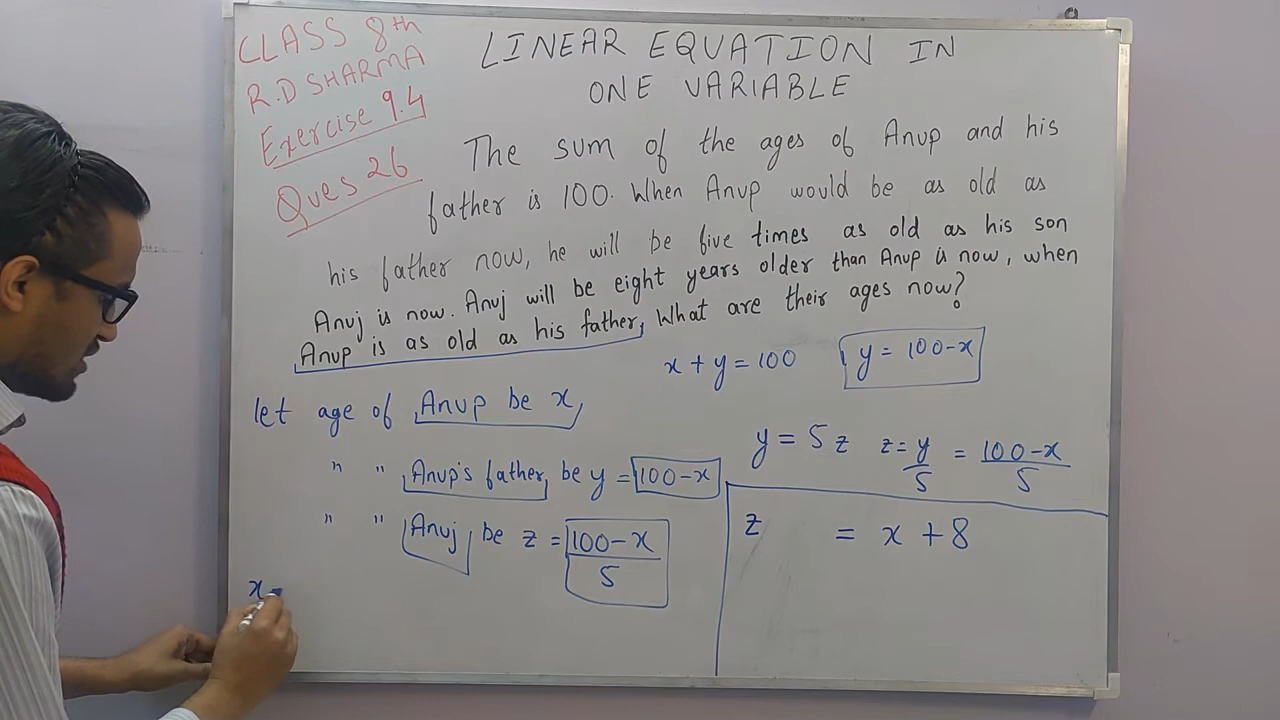 CLASS 8th
R.D SHARMA
Exercise 9.4
Ques 26
LINEAR EQUATION IN
ONE VARIABLE
The sum of the ages of Anup and his
father is 100. When Anup would be as old as
his father now, he will be five times as old as his son
Anuj is now. Anuj will be eight years older than Anup is now, when
Anup is as old as his father, What are their ages now?
x + y = 100 y = 100-x
let age of Anup be x,
" " Anup's father, be y = 100-x
" " Anuj be z = 100-x/5
x
y = 5z z = y/5 = 100-x/5
z = x + 8